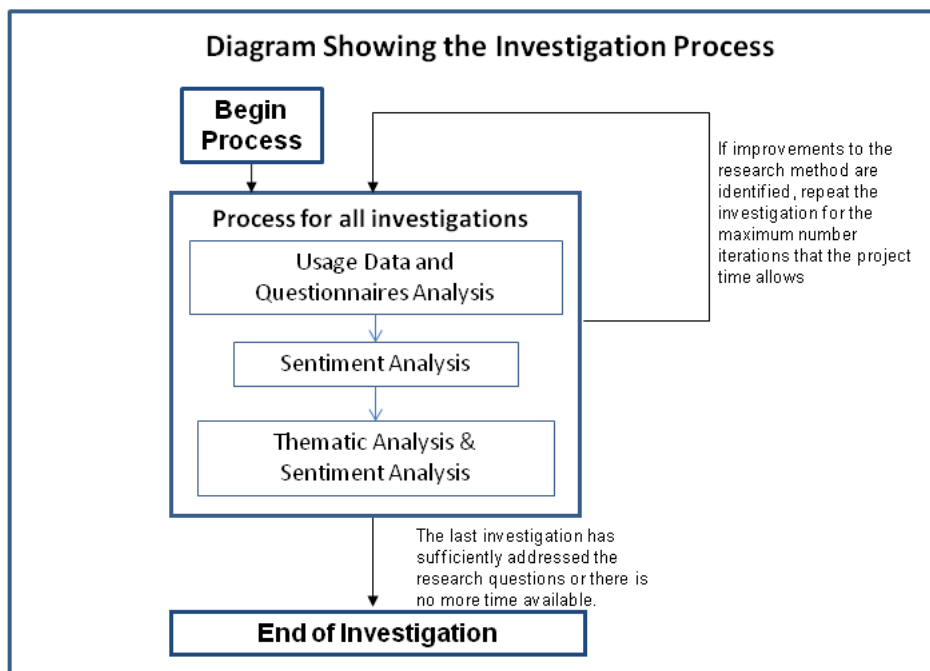 Diagram Showing the Investigation Process
Begin
Process
If improvements to the
research method are
identified, repeat the
investigation for the
maximum number
iterations that the project
time allows
Process for all investigations
Usage Data and
Questionnaires Analysis
Sentiment Analysis
Thematic Analysis &
Sentiment Analysis
The last investigation has
sufficiently addressed the
research questions or there is
no more time available.
End of Investigation